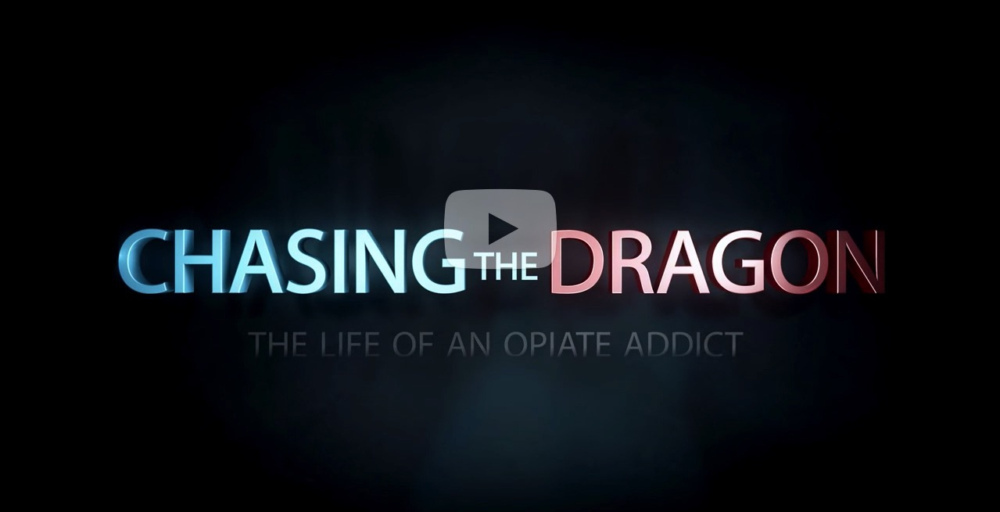 CHASING THE DRAGON
THE LIFE OF AN OPIATE ADDICT